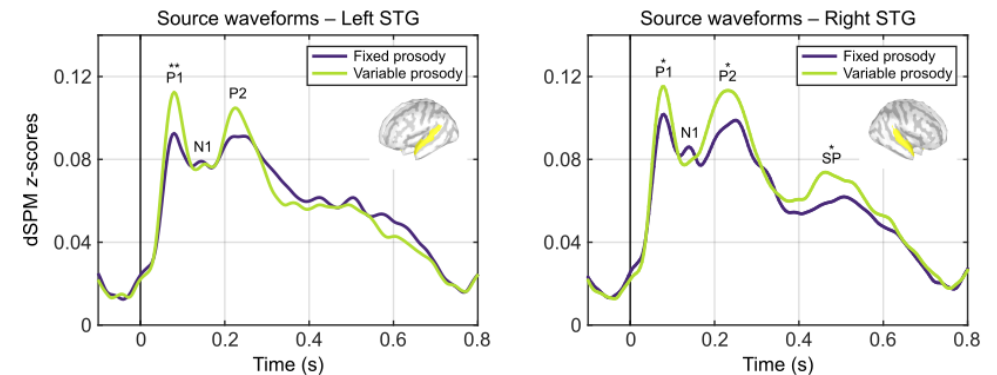 Source waveforms – Left STG
dSPM z-scores
0.12
0.08
0.04
0
Fixed prosody
Variable prosody
**
P1
N1
P2
0 0.2 0.4 0.6 0.8
Time (s)
Source waveforms – Right STG
0.12
0.08
0.04
0
Fixed prosody
Variable prosody
*
P1
N1
*
P2
*
SP
0 0.2 0.4 0.6 0.8
Time (s)